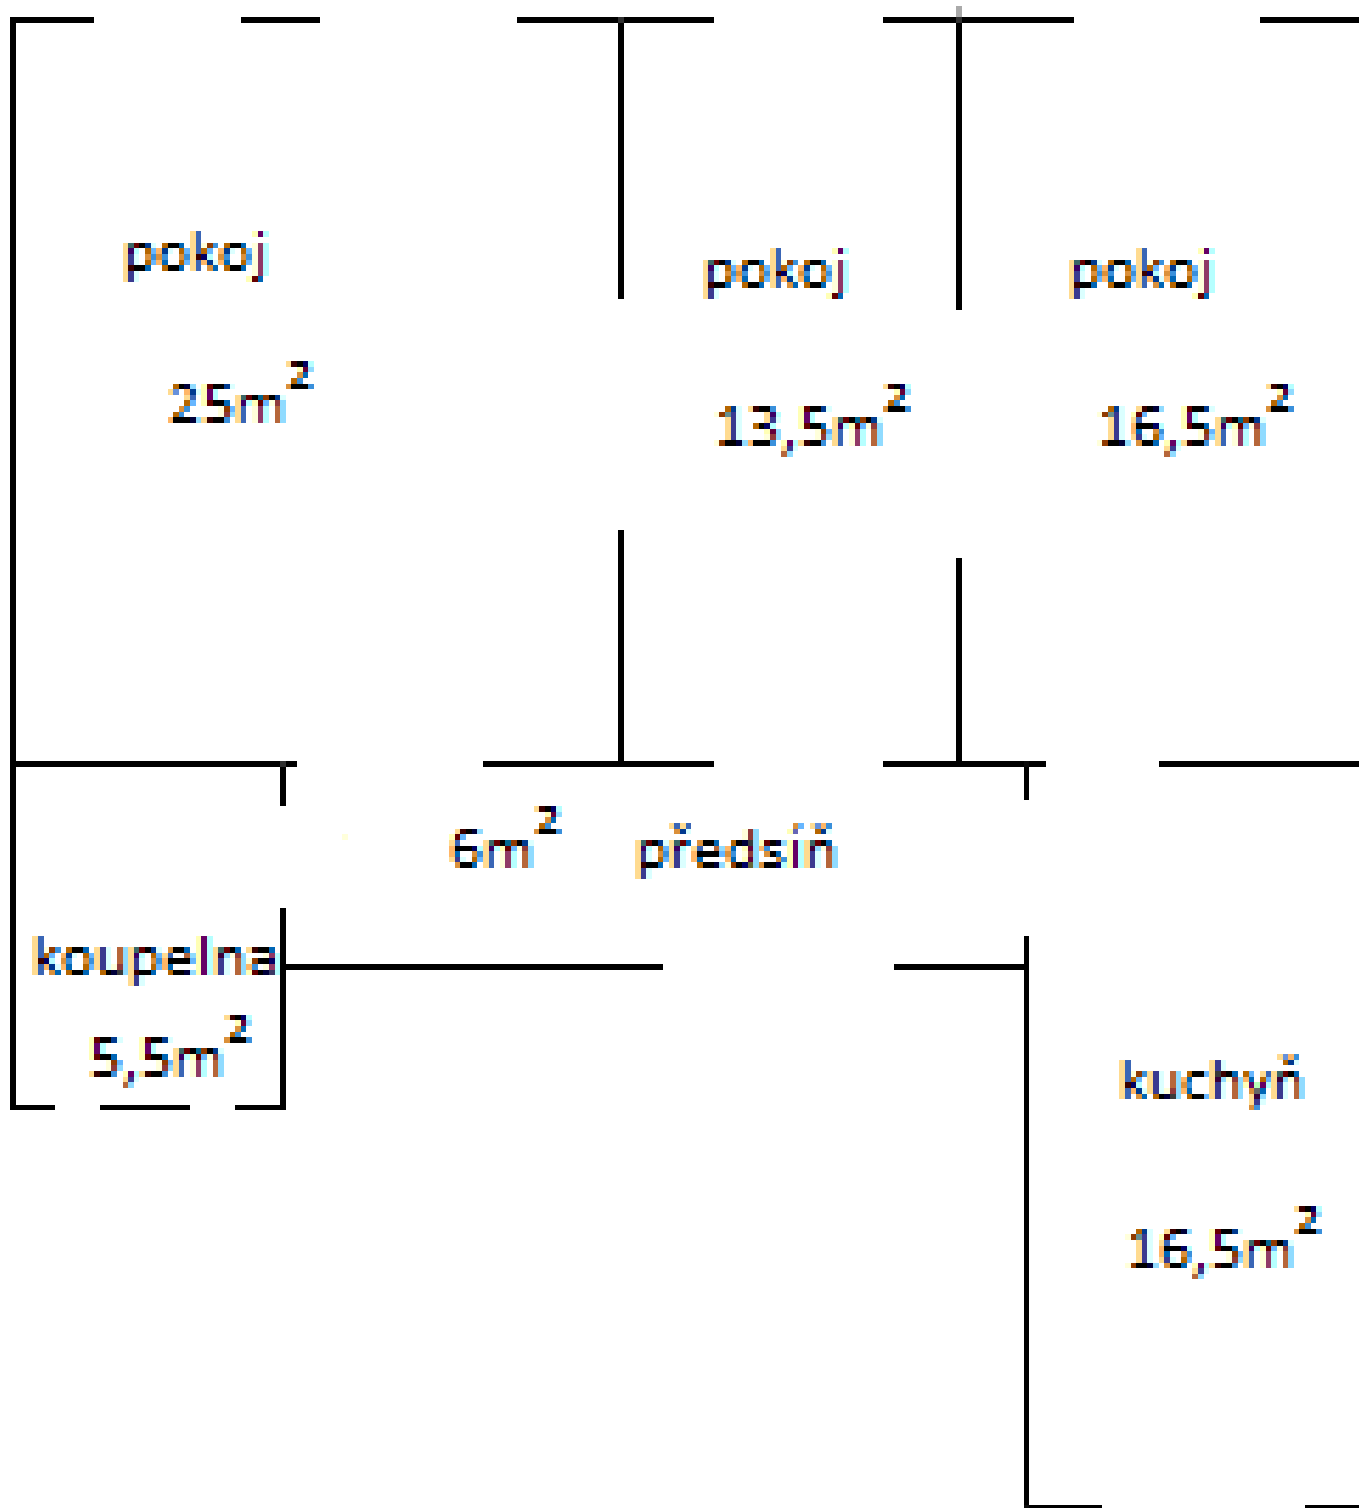 pokoj
25m²
pokoj
13,5m²
pokoj
16,5m²
6m² předsíň
koupelna
5,5m²
kuchyň
16,5m²